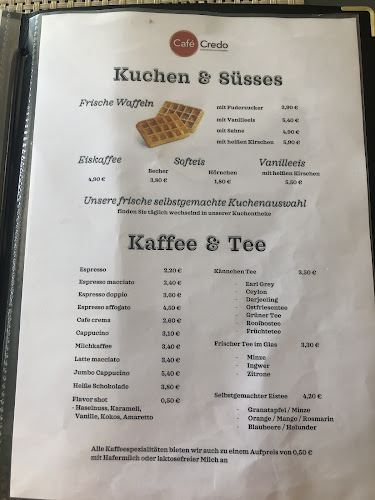 Café Credo
Kuchen & Süsses
Frische Waffeln
mit Puderzucker 3,90 €
mit Vanilleeis 5,40 €
mit Sahne 4,90 €
mit heißen Kirschen 5,90 €
Eiskaffee
4,90 €
Softeis
Becher Hörnchen
3,50 € 1,80 €
Vanilleeis
mit heißen Kirschen
5,50 €
Unsere frische selbstgemachte Kuchenauswahl
finden Sie täglich wechselnd in unserer Kuchentheke
Kaffee & Tee
Espresso 2,20 €
Espresso macciato 2,40 €
Espresso doppio 3,60 €
Espresso affogato 4,50 €
Cafe crema 2,60 €
Cappucino 3,10 €
Milchkaffee 3,40 €
Latte macciato 3,40 €
Jumbo Cappucino 5,40 €
Heiße Schokolade 3,80 €
Flavor shot 0,50 €
- Haselnuss, Karamell,
Vanille, Kokos, Amaretto
Kännchen Tee 3,50 €
- Earl Grey
- Ceylon
- Darjeeling
- Ostfriesentee
- Grüner Tee
- Rooibostee
- Früchtetee
Frischer Tee im Glas 3,20 €
- Minze
- Ingwer
- Zitrone
Selbstgemachter Eistee 4,20 €
- Granatapfel / Minze
- Orange / Mango / Rosmarin
- Blaubeere / Holunder
Alle Kaffeespezialitäten bieten wir auch zu einem Aufpreis von 0,50 €
mit Hafermilch oder laktosefreier Milch an